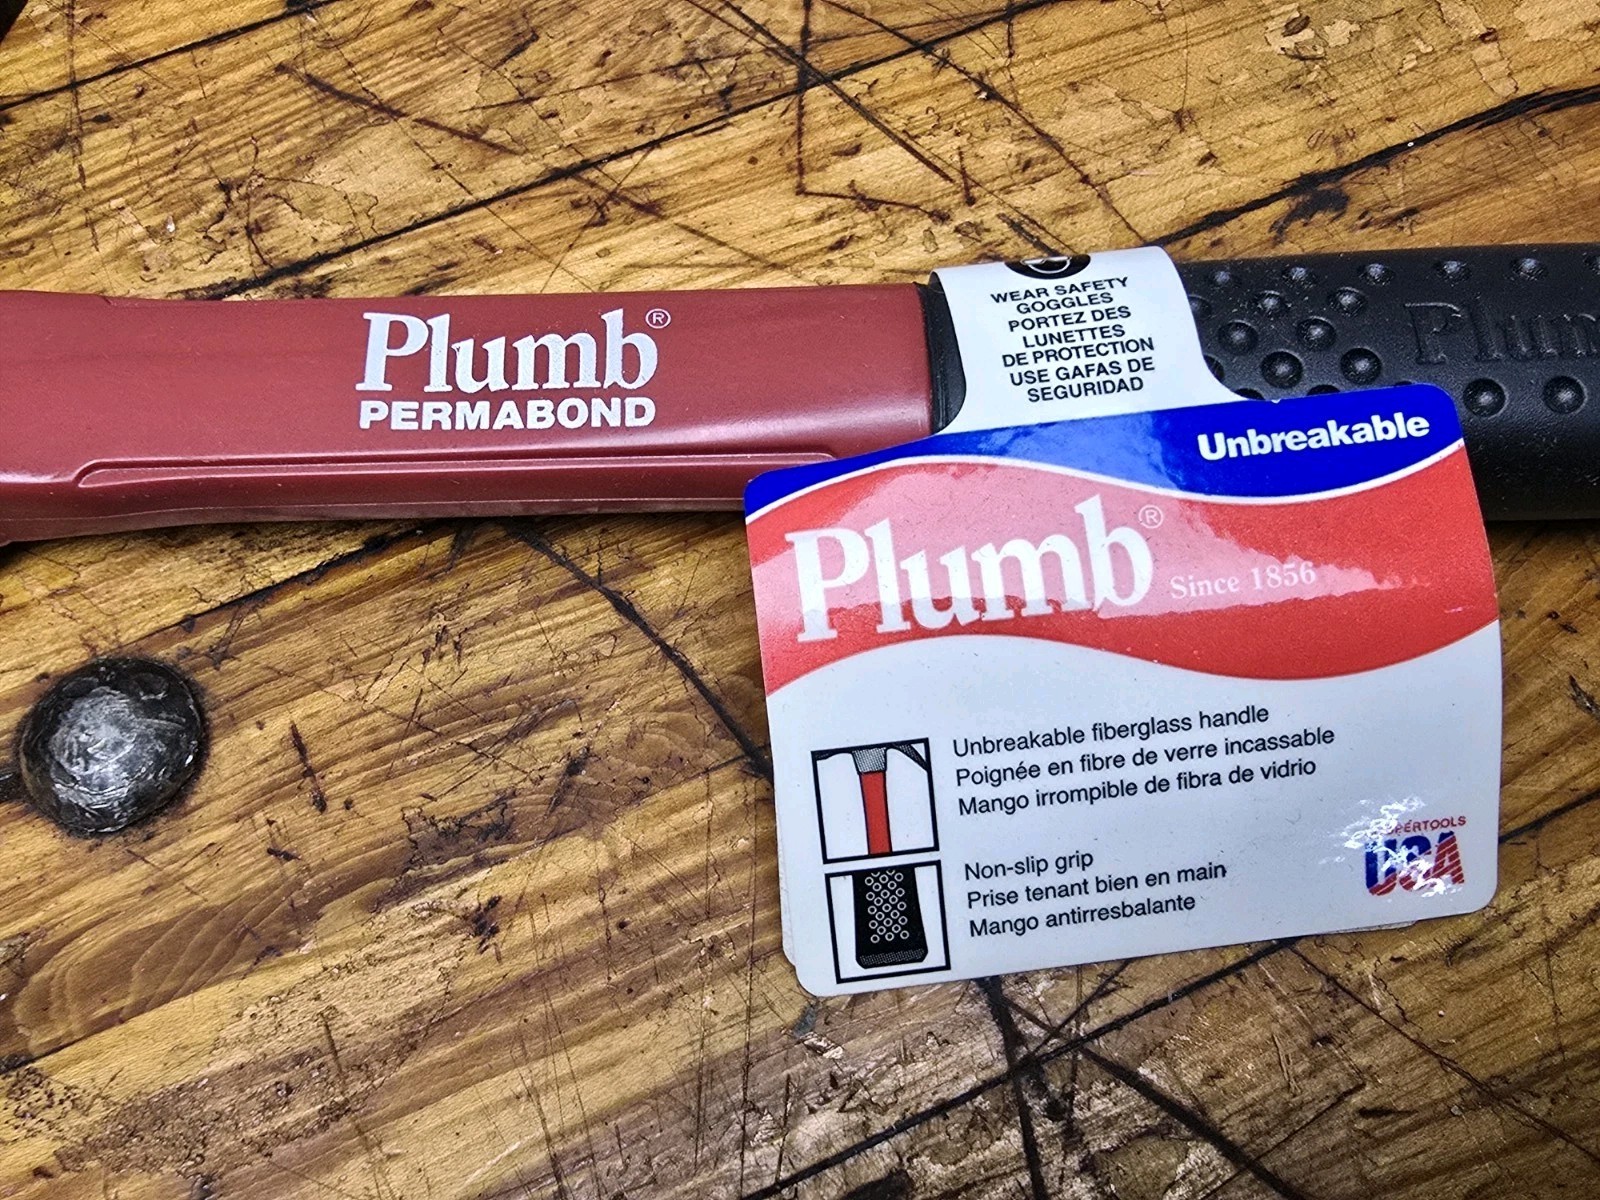 Plumb®
PERMABOND
WEAR SAFETY
GOGGLES
PORTEZ DES
LUNETTES
DE PROTECTION
USE GAFAS DE
SEGURIDAD
Unbreakable
Plumb® Since 1856
Unbreakable fiberglass handle
Poignée en fibre de verre incassable
Mango irrompible de fibra de vidrio
Non-slip grip
Prise tenant bien en main
Mango antirresbalante
USA